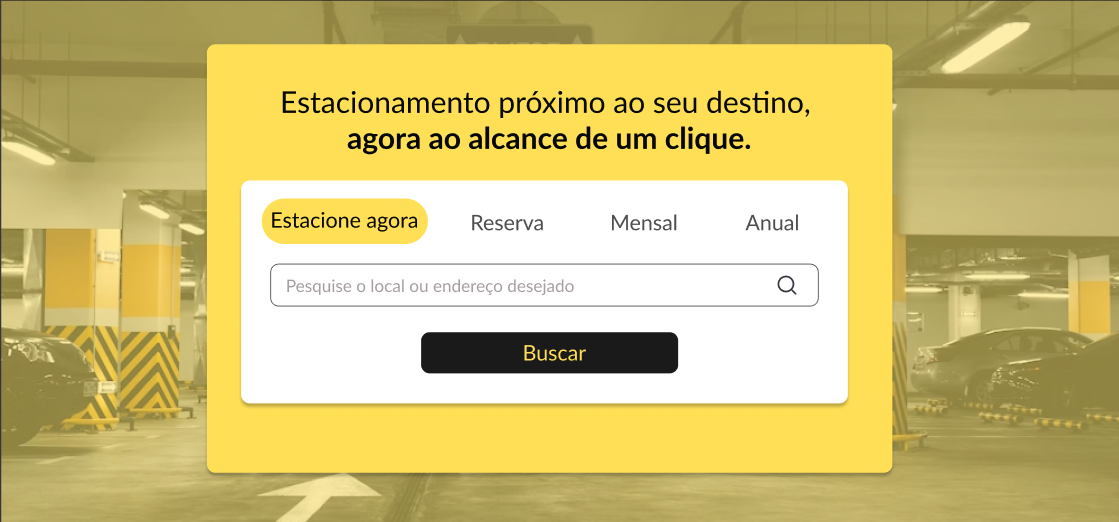 Estacionamento próximo ao seu destino,
agora ao alcance de um clique.
Estacione agora Reserva Mensal Anual
Pesquise o local ou endereço desejado
Buscar